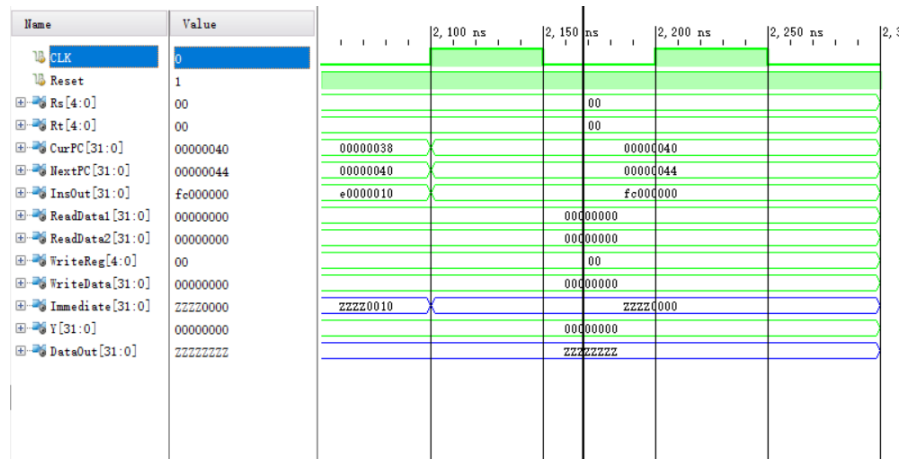 Name Value
2,100 ns 2,150 ns 2,200 ns 2,250 ns 2,3
CLK 0
Reset 1
Rs[4:0] 00 00
Rt[4:0] 00 00
CurPC[31:0] 00000040 00000038 00000040
NextPC[31:0] 00000044 00000040 00000044
InsOut[31:0] fc000000 e0000010 fc000000
ReadData1[31:0] 00000000 00000000
ReadData2[31:0] 00000000 00000000
WriteReg[4:0] 00 00
WriteData[31:0] 00000000 00000000
Immediate[31:0] ZZZZ0000 ZZZZ0010 ZZZZ0000
Y[31:0] 00000000 00000000
DataOut[31:0] ZZZZZZZZ ZZZZZZZZ